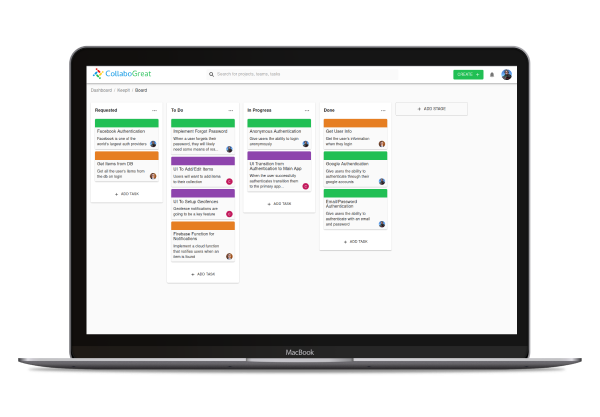 CollaboGreat
Search for projects, teams, tasks
CREATE +
Dashboard / KeepIt / Board
Requested
Facebook Authentication
Facebook is one of the
world's largest auth providers
Get Items from DB
Get all the user's items from
the db on login
+ ADD TASK
To Do
Implement Forgot Password
When a user forgets their
password, they will likely
need some means of
UI To Add/Edit Items
Users will want to add items
to their collection
C
UI To Setup Geofences
Geofence notifications are
going to be a key feature
C
Firebase Function for
Notifications
Implement a cloud function
that notifies users when an
item is found
+ ADD TASK
In Progress
Anonymous Authentication
Give users the ability to login
anonymously
UI Transition from
Authentication to Main App
When the user successfully
authenticates transition them
to the primary app...
C
+ ADD TASK
Done
Get User Info
Get the user's information
when they login
Google Authentication
Give users the ability to
authenticate through their
google accounts
Email/Password
Authentication
Give users the ability to
authenticate with an email
and password
+ ADD TASK
+ ADD STAGE
MacBook